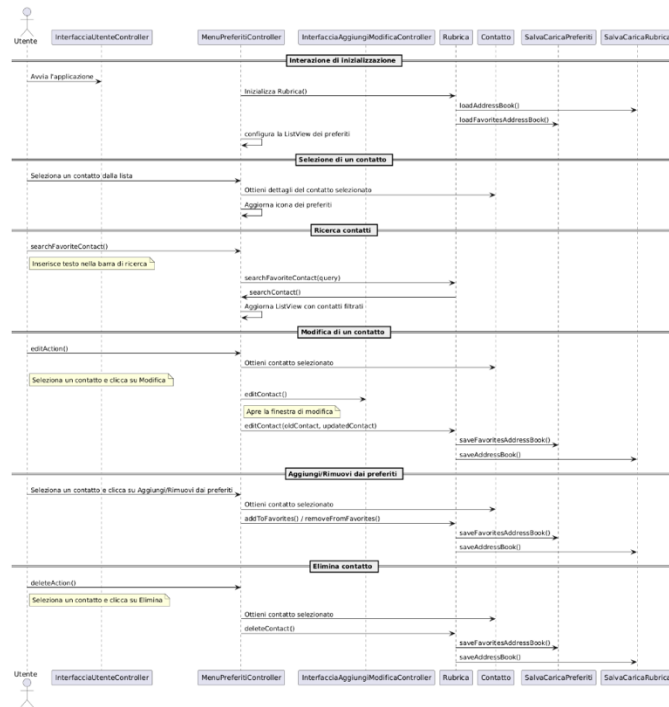 Utente
InterfacciaUtenteController
MenuPreferitiController
InterfacciaAggiungiModificaController
Rubrica
Contatto
SalvaCaricaPreferiti
SalvaCaricaRubrica
Interazione di inizializzazione
Avvia l'applicazione
Inizializza Rubrica()
loadAddressBook()
loadFavoritesAddressBook()
configura la ListView dei preferiti
Selezione di un contatto
Seleziona un contatto dalla lista
Ottieni dettagli del contatto selezionato
Aggiorna icona dei preferiti
Ricerca contatti
searchFavoriteContact()
Inserisce testo nella barra di ricerca
searchFavoriteContact(query)
searchContact()
Aggiorna ListView con contatti filtrati
Modifica di un contatto
editAction()
Ottieni contatto selezionato
Seleziona un contatto e clicca su Modifica
editContact()
Apre la finestra di modifica
editContact(oldContact, updatedContact)
saveFavoritesAddressBook()
saveAddressBook()
Aggiungi/Rimuovi dai preferiti
Seleziona un contatto e clicca su Aggiungi/Rimuovi dai preferiti
Ottieni contatto selezionato
addToFavorites() / removeFromFavorites()
saveFavoritesAddressBook()
saveAddressBook()
Elimina contatto
deleteAction()
Seleziona un contatto e clicca su Elimina
Ottieni contatto selezionato
deleteContact()
saveFavoritesAddressBook()
saveAddressBook()
Utente
InterfacciaUtenteController
MenuPreferitiController
InterfacciaAggiungiModificaController
Rubrica
Contatto
SalvaCaricaPreferiti
SalvaCaricaRubrica